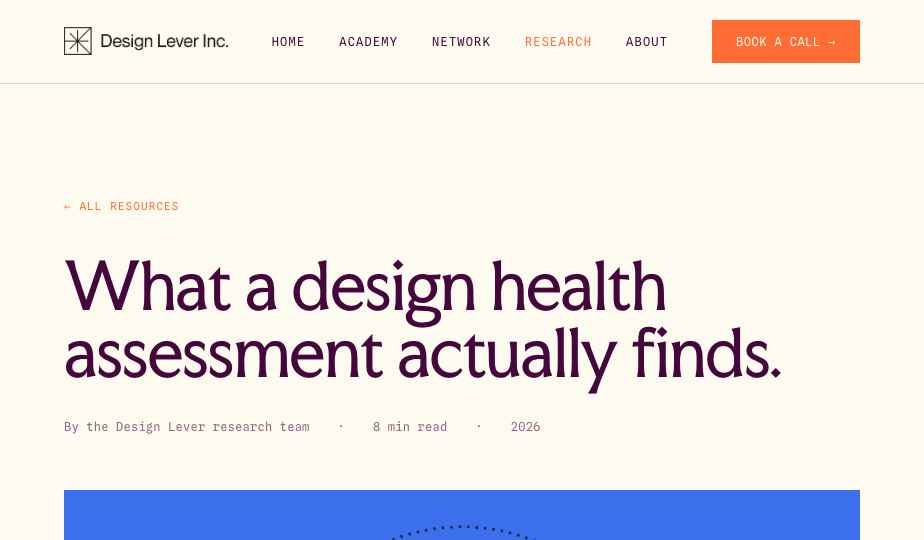 Design Lever Inc.
HOME
ACADEMY
NETWORK
RESEARCH
ABOUT
BOOK A CALL →
← ALL RESOURCES
What a design health
assessment actually finds.
By the Design Lever research team · 8 min read · 2026